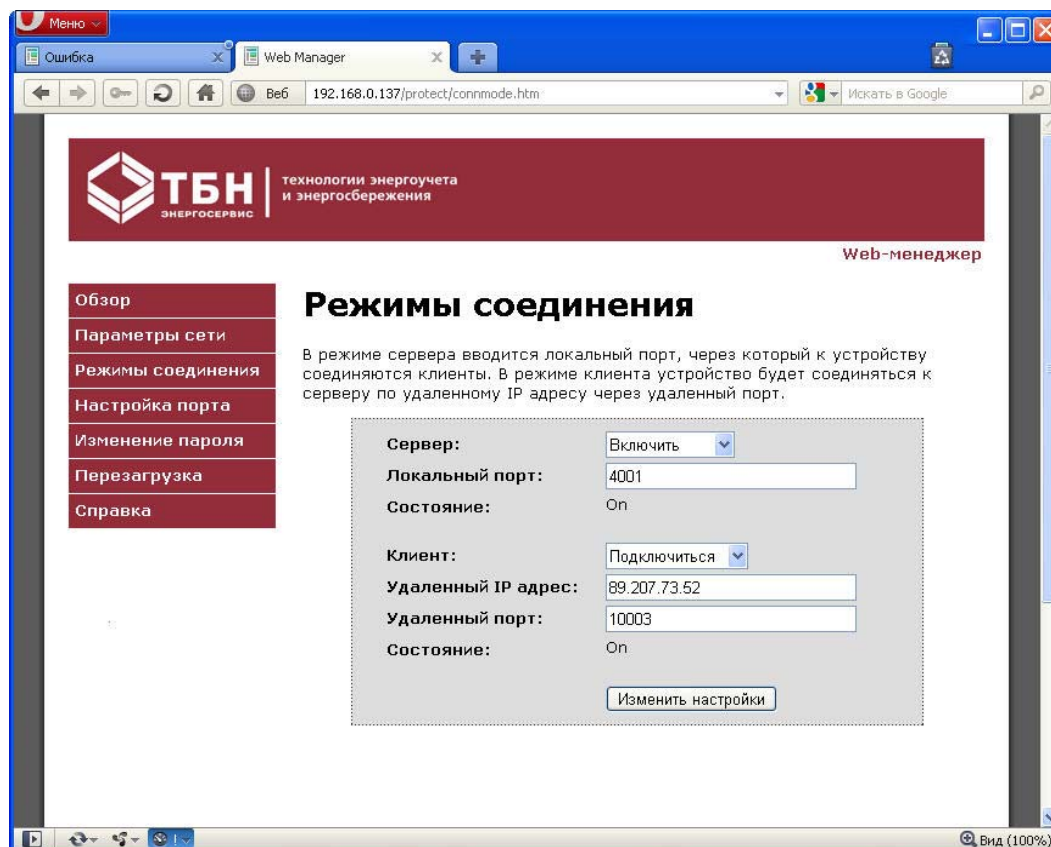 Меню
Ошибка
Web Manager
Веб
192.168.0.137/protect/connmode.htm
Искать в Google
ТБН
ЭНЕРГОСЕРВИС
технологии энергоучета
и энергосбережения
Web-менеджер
Обзор
Параметры сети
Режимы соединения
Настройка порта
Изменение пароля
Перезагрузка
Справка
Режимы соединения
В режиме сервера вводится локальный порт, через который к устройству
соединяются клиенты. В режиме клиента устройство будет соединяться к
серверу по удаленному IP адресу через удаленный порт.
Сервер: Включить
Локальный порт: 4001
Состояние: On
Клиент: Подключиться
Удаленный IP адрес: 89.207.73.52
Удаленный порт: 10003
Состояние: On
Изменить настройки
Вид (100%)